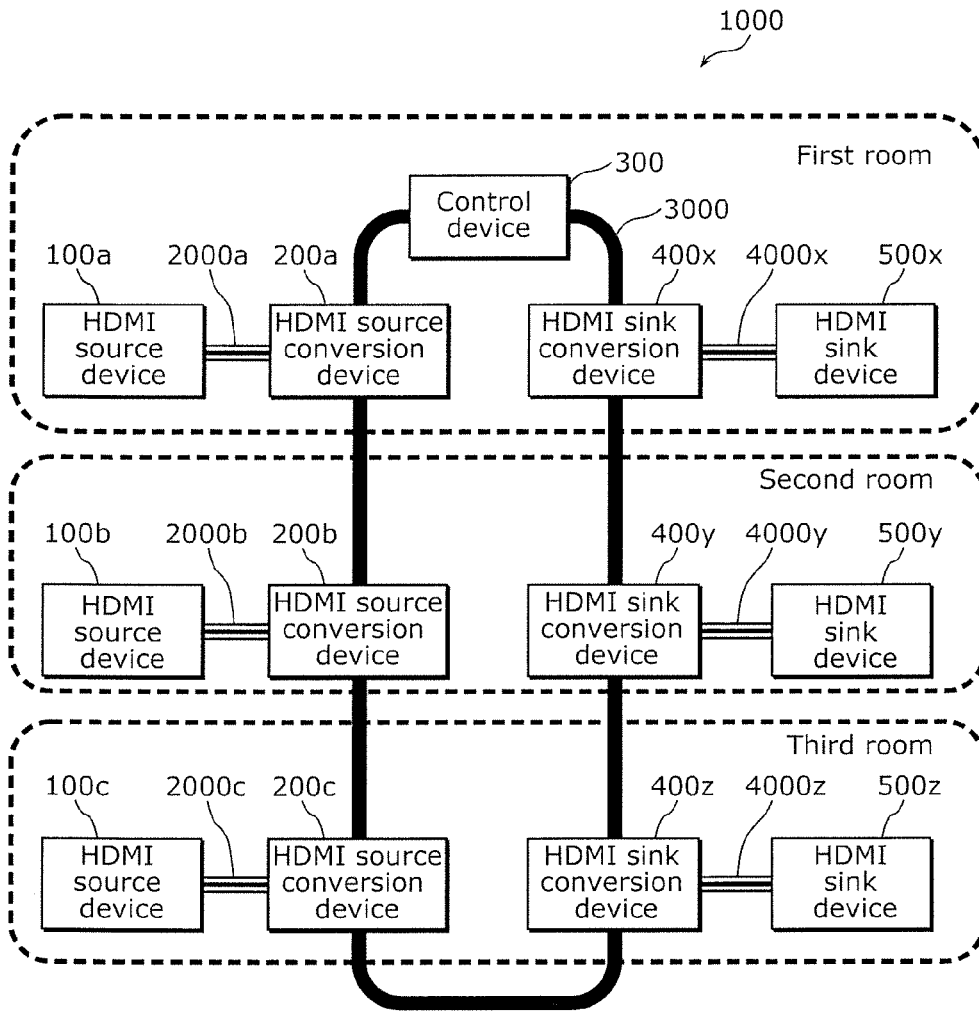 1000
First room
300
Control
device
3000
100a
2000a
200a
400x
4000x
500x
HDMI
source
device
HDMI source
conversion
device
HDMI sink
conversion
device
HDMI
sink
device
Second room
100b
2000b
200b
400y
4000y
500y
HDMI
source
device
HDMI source
conversion
device
HDMI sink
conversion
device
HDMI
sink
device
Third room
100c
2000c
200c
400z
4000z
500z
HDMI
source
device
HDMI source
conversion
device
HDMI sink
conversion
device
HDMI
sink
device